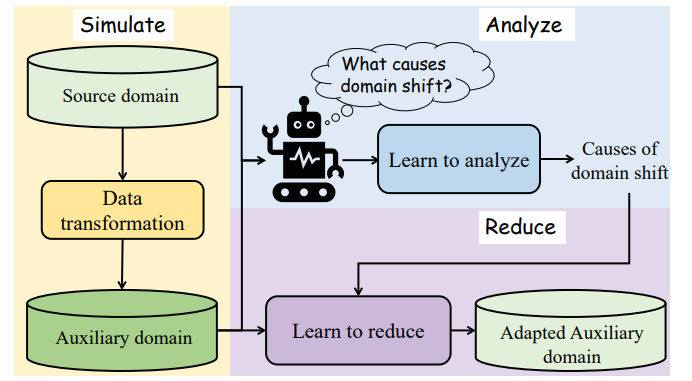 Simulate
Analyze
Source domain
What causes
domain shift?
Learn to analyze
Causes of
domain shift
Data
transformation
Reduce
Auxiliary domain
Learn to reduce
Adapted Auxiliary
domain